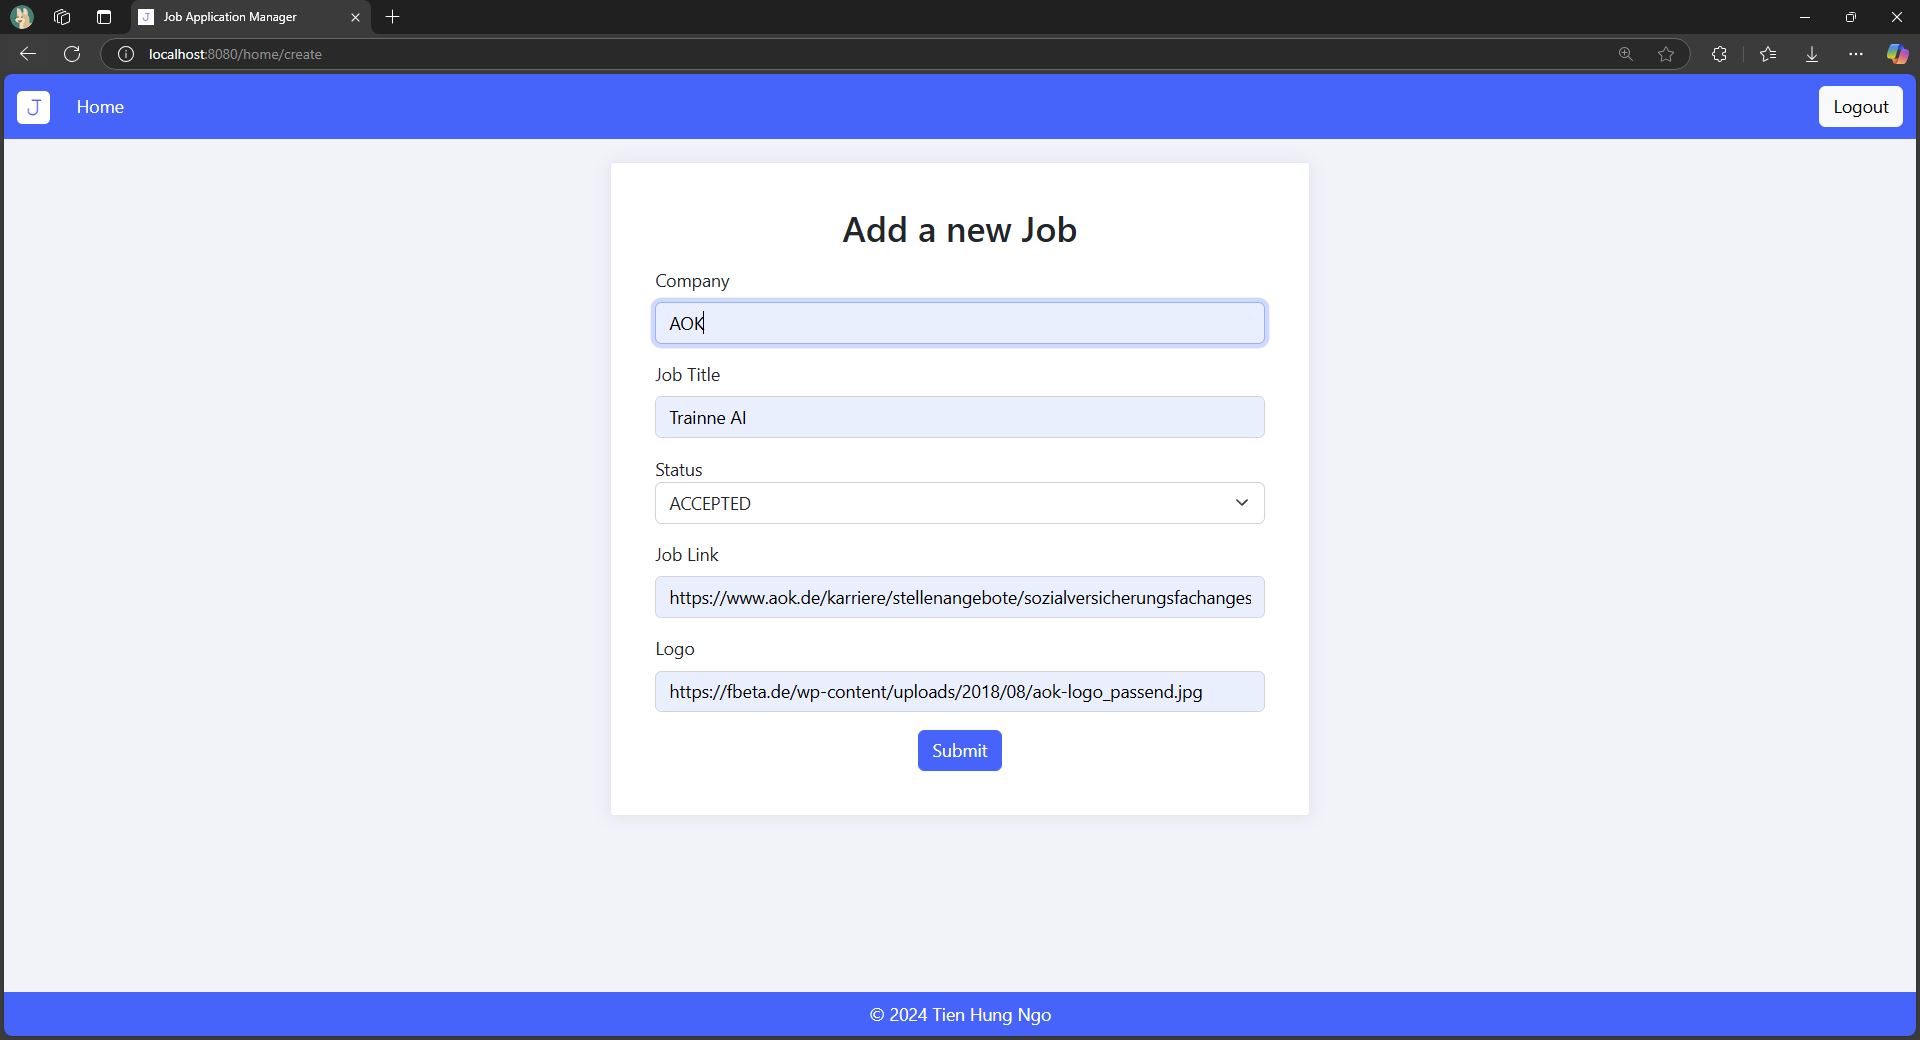 J Job Application Manager
localhost:8080/home/create
J Home Logout
Add a new Job
Company
AOK
Job Title
Trainne AI
Status
ACCEPTED
Job Link
https://www.aok.de/karriere/stellenangebote/sozialversicherungsfachanges
Logo
https://fbeta.de/wp-content/uploads/2018/08/aok-logo_passend.jpg
Submit
© 2024 Tien Hung Ngo